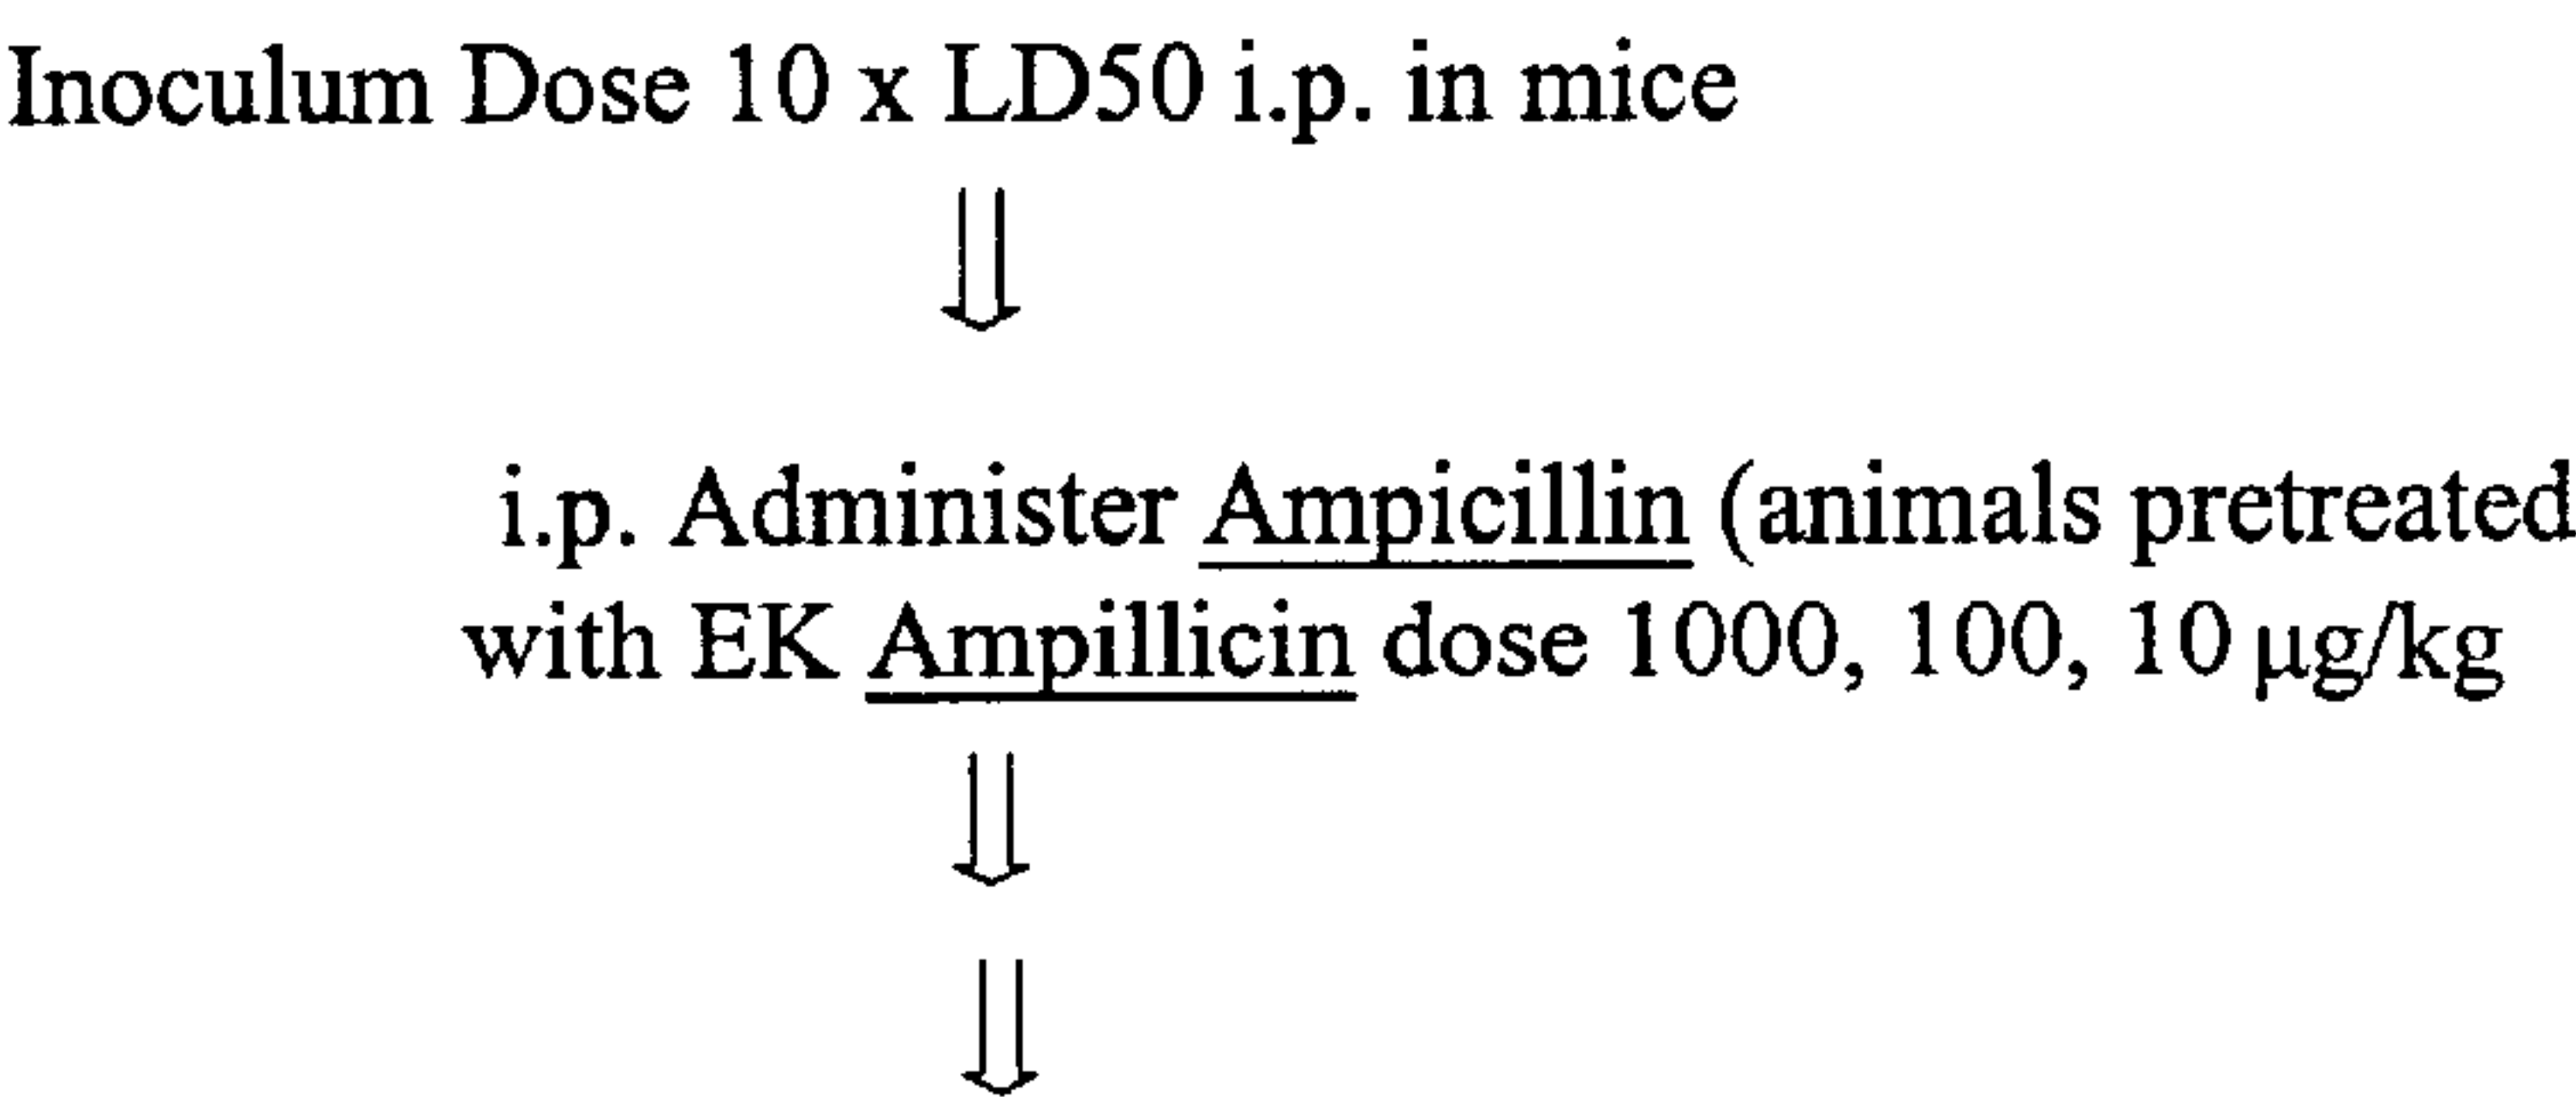 Inoculum Dose 10 x LD50 i.p. in mice
i.p. Administer Ampicillin (animals pretreated
with EK Ampillicin dose 1000, 100, 10 µg/kg